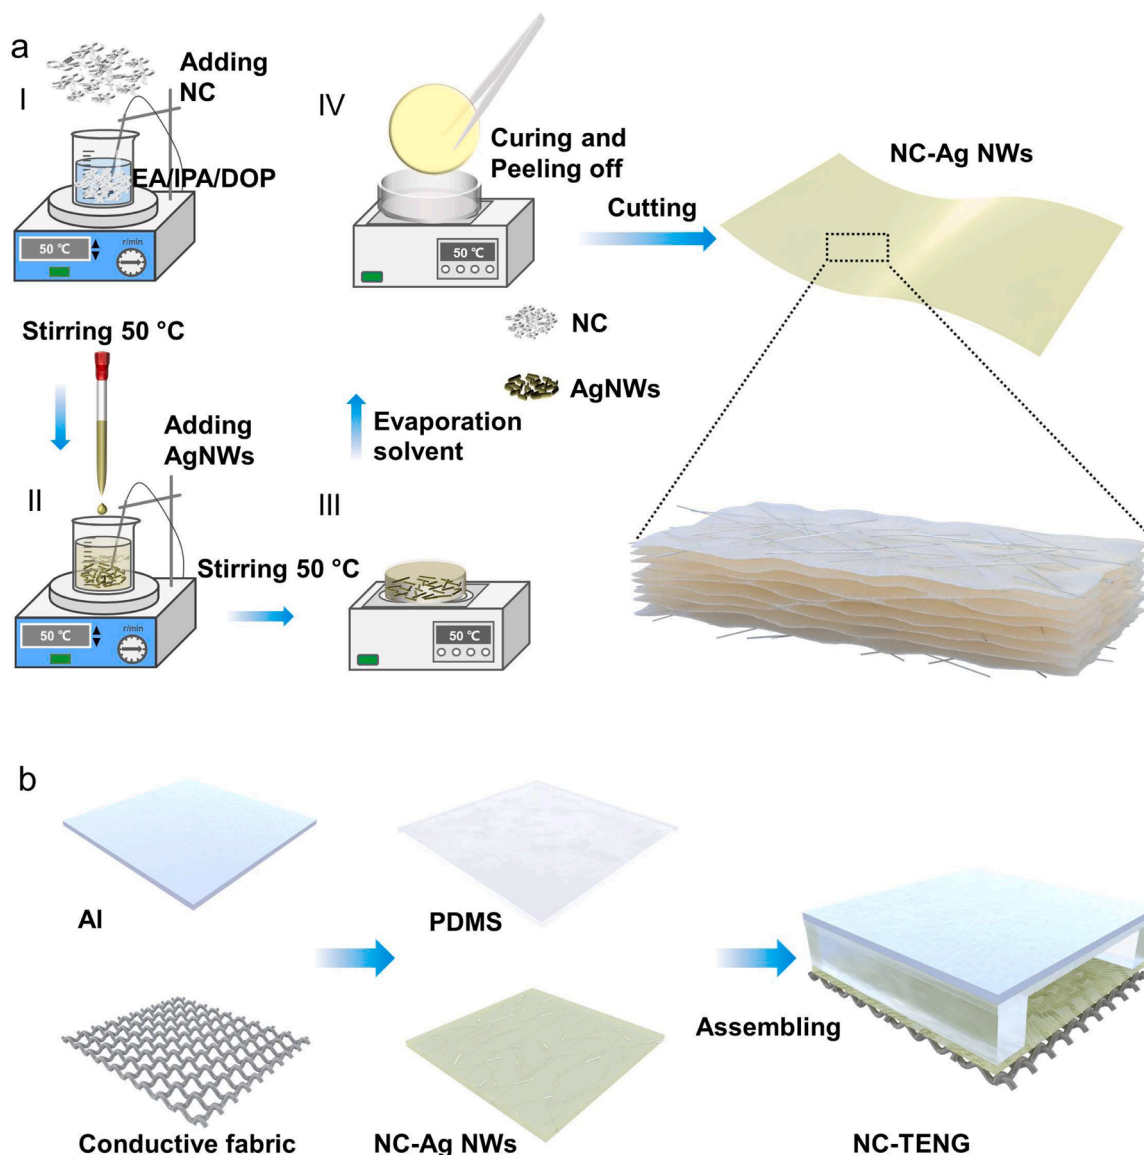 a
I
Adding
NC
EA/IPA/DOP
50 ℃
r/min
Stirring 50 °C
II
Adding
AgNWs
50 ℃
r/min
Stirring 50 °C
III
50 ℃
Evaporation
solvent
IV
Curing and
Peeling off
50 ℃
Cutting
NC-Ag NWs
NC
AgNWs
b
Al
PDMS
Conductive fabric
NC-Ag NWs
Assembling
NC-TENG